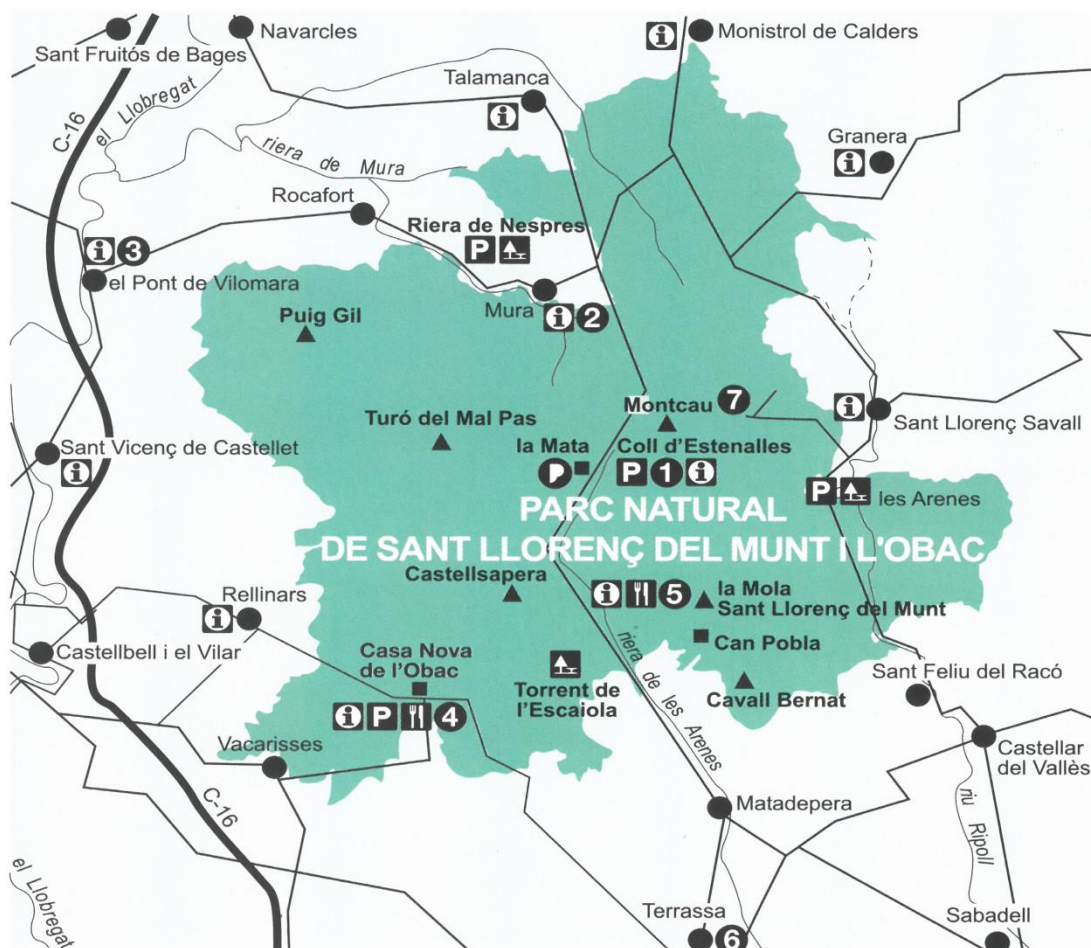 Navarcles
Monistrol de Calders
Sant Fruitós de Bages
i
Talamanca
i
el Llobregat
C-16
Granera
i
riera de Mura
Rocafort
Riera de Nespres
P
i 3
el Pont de Vilomara
Mura
i 2
Puig Gil
Montcau 7
i
Sant Llorenç Savall
Turó del Mal Pas
la Mata
Coll d'Estenalles
P
P 1 i
Sant Vicenç de Castellet
i
P
les Arenes
PARC NATURAL
DE SANT LLORENÇ DEL MUNT I L'OBAC
Castellsapera
i 5
la Mola
Sant Llorenç del Munt
Rellinars
i
Can Pobla
Castellbell i el Vilar
Casa Nova
de l'Obac
riera de les Arenes
Sant Feliu del Racó
Torrent de
l'Escaiola
Cavall Bernat
i P 4
Vacarisses
Castellar
del Vallès
C-16
Matadepera
riu Ripoll
el Llobregat
Terrassa
6
Sabadell